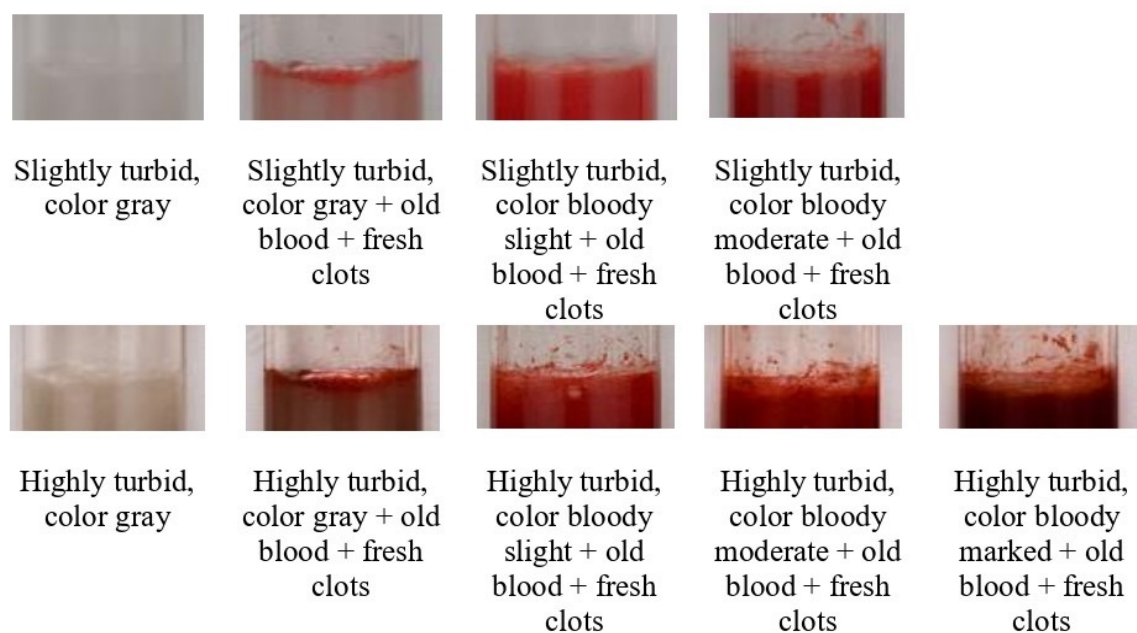 Slightly turbid,
color gray
Slightly turbid,
color gray + old
blood + fresh
clots
Slightly turbid,
color bloody
slight + old
blood + fresh
clots
Slightly turbid,
color bloody
moderate + old
blood + fresh
clots
Highly turbid,
color gray
Highly turbid,
color gray + old
blood + fresh
clots
Highly turbid,
color bloody
slight + old
blood + fresh
clots
Highly turbid,
color bloody
moderate + old
blood + fresh
clots
Highly turbid,
color bloody
marked + old
blood + fresh
clots